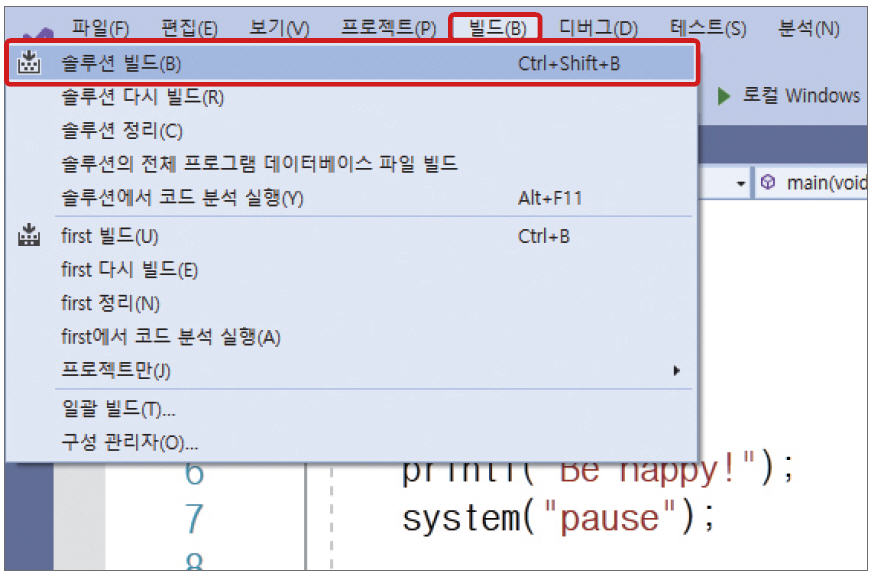 파일(F) 편집(E) 보기(V) 프로젝트(P) 빌드(B) 디버그(D) 테스트(S) 분석(N)
솔루션 빌드(B) Ctrl+Shift+B
솔루션 다시 빌드(R)
로컬 Windows
솔루션 정리(C)
솔루션의 전체 프로그램 데이터베이스 파일 빌드
솔루션에서 코드 분석 실행(Y) Alt+F11
main(void
first 빌드(U) Ctrl+B
first 다시 빌드(E)
first 정리(N)
first에서 코드 분석 실행(A)
프로젝트만(J)
일괄 빌드(T)...
구성 관리자(O)...
6 printf("Be happy!");
7 system("pause");
8